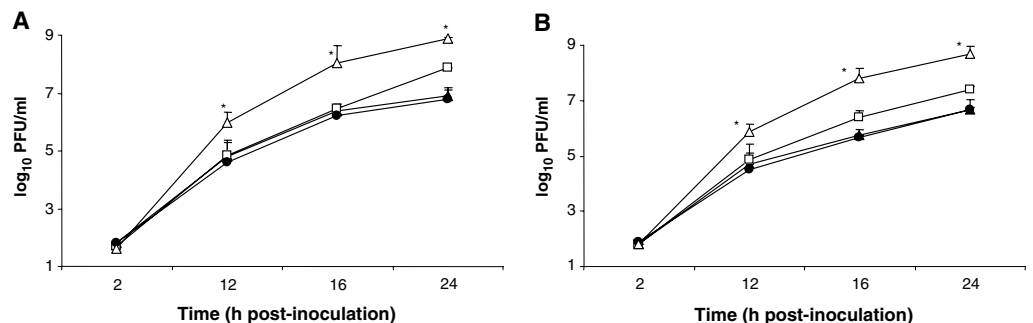 A
9
7
5
3
1
log10 PFU/ml
* * *
2 12 16 24
Time (h post-inoculation)
B
9
7
5
3
1
log10 PFU/ml
* * *
2 12 16 24
Time (h post-inoculation)